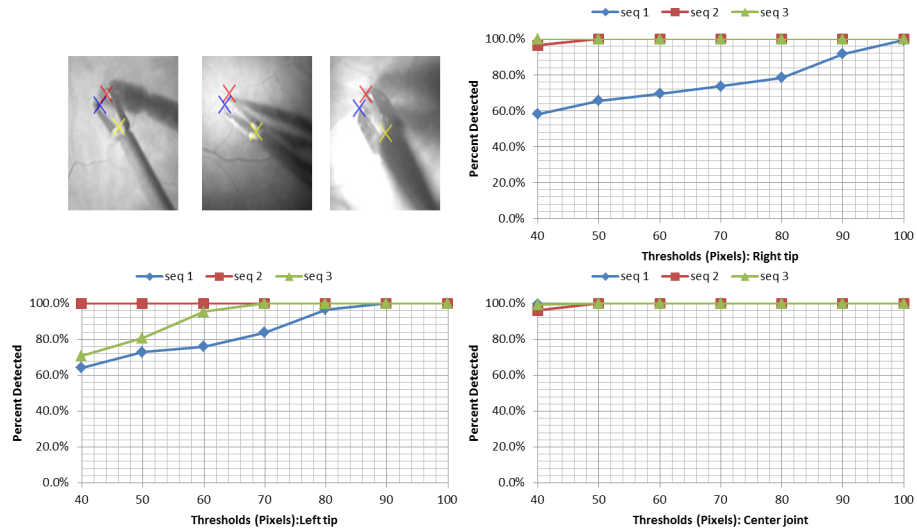 seq 1 seq 2 seq 3
100.0%
80.0%
60.0%
40.0%
20.0%
0.0%
Percent Detected
40 50 60 70 80 90 100
Thresholds (Pixels): Right tip
seq 1 seq 2 seq 3
100.0%
80.0%
60.0%
40.0%
20.0%
0.0%
Percent Detected
40 50 60 70 80 90 100
Thresholds (Pixels):Left tip
seq 1 seq 2 seq 3
100.0%
80.0%
60.0%
40.0%
20.0%
0.0%
Percent Detected
40 50 60 70 80 90 100
Thresholds (Pixels): Center joint